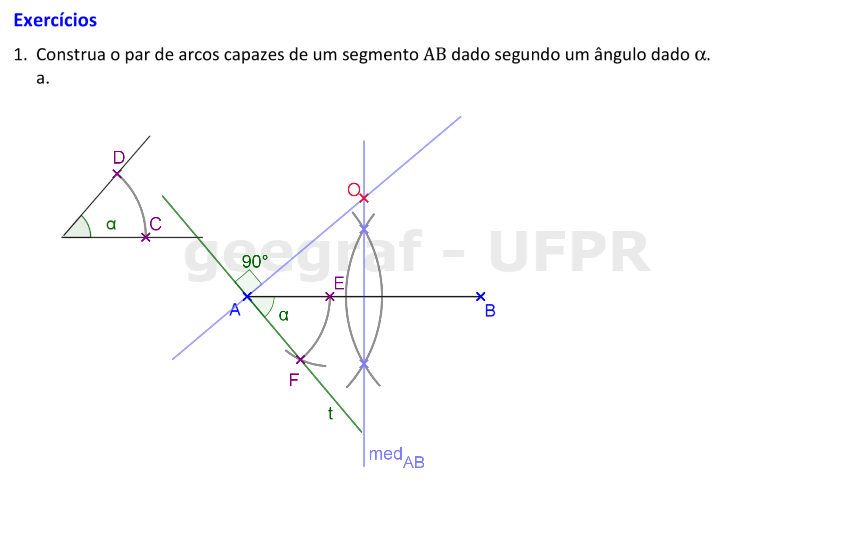 Exercícios
1. Construa o par de arcos capazes de um segmento AB dado segundo um ângulo dado α.
a.
D
O
α
C
geegraf - UFPR
90°
E
A
α
B
F
t
med AB